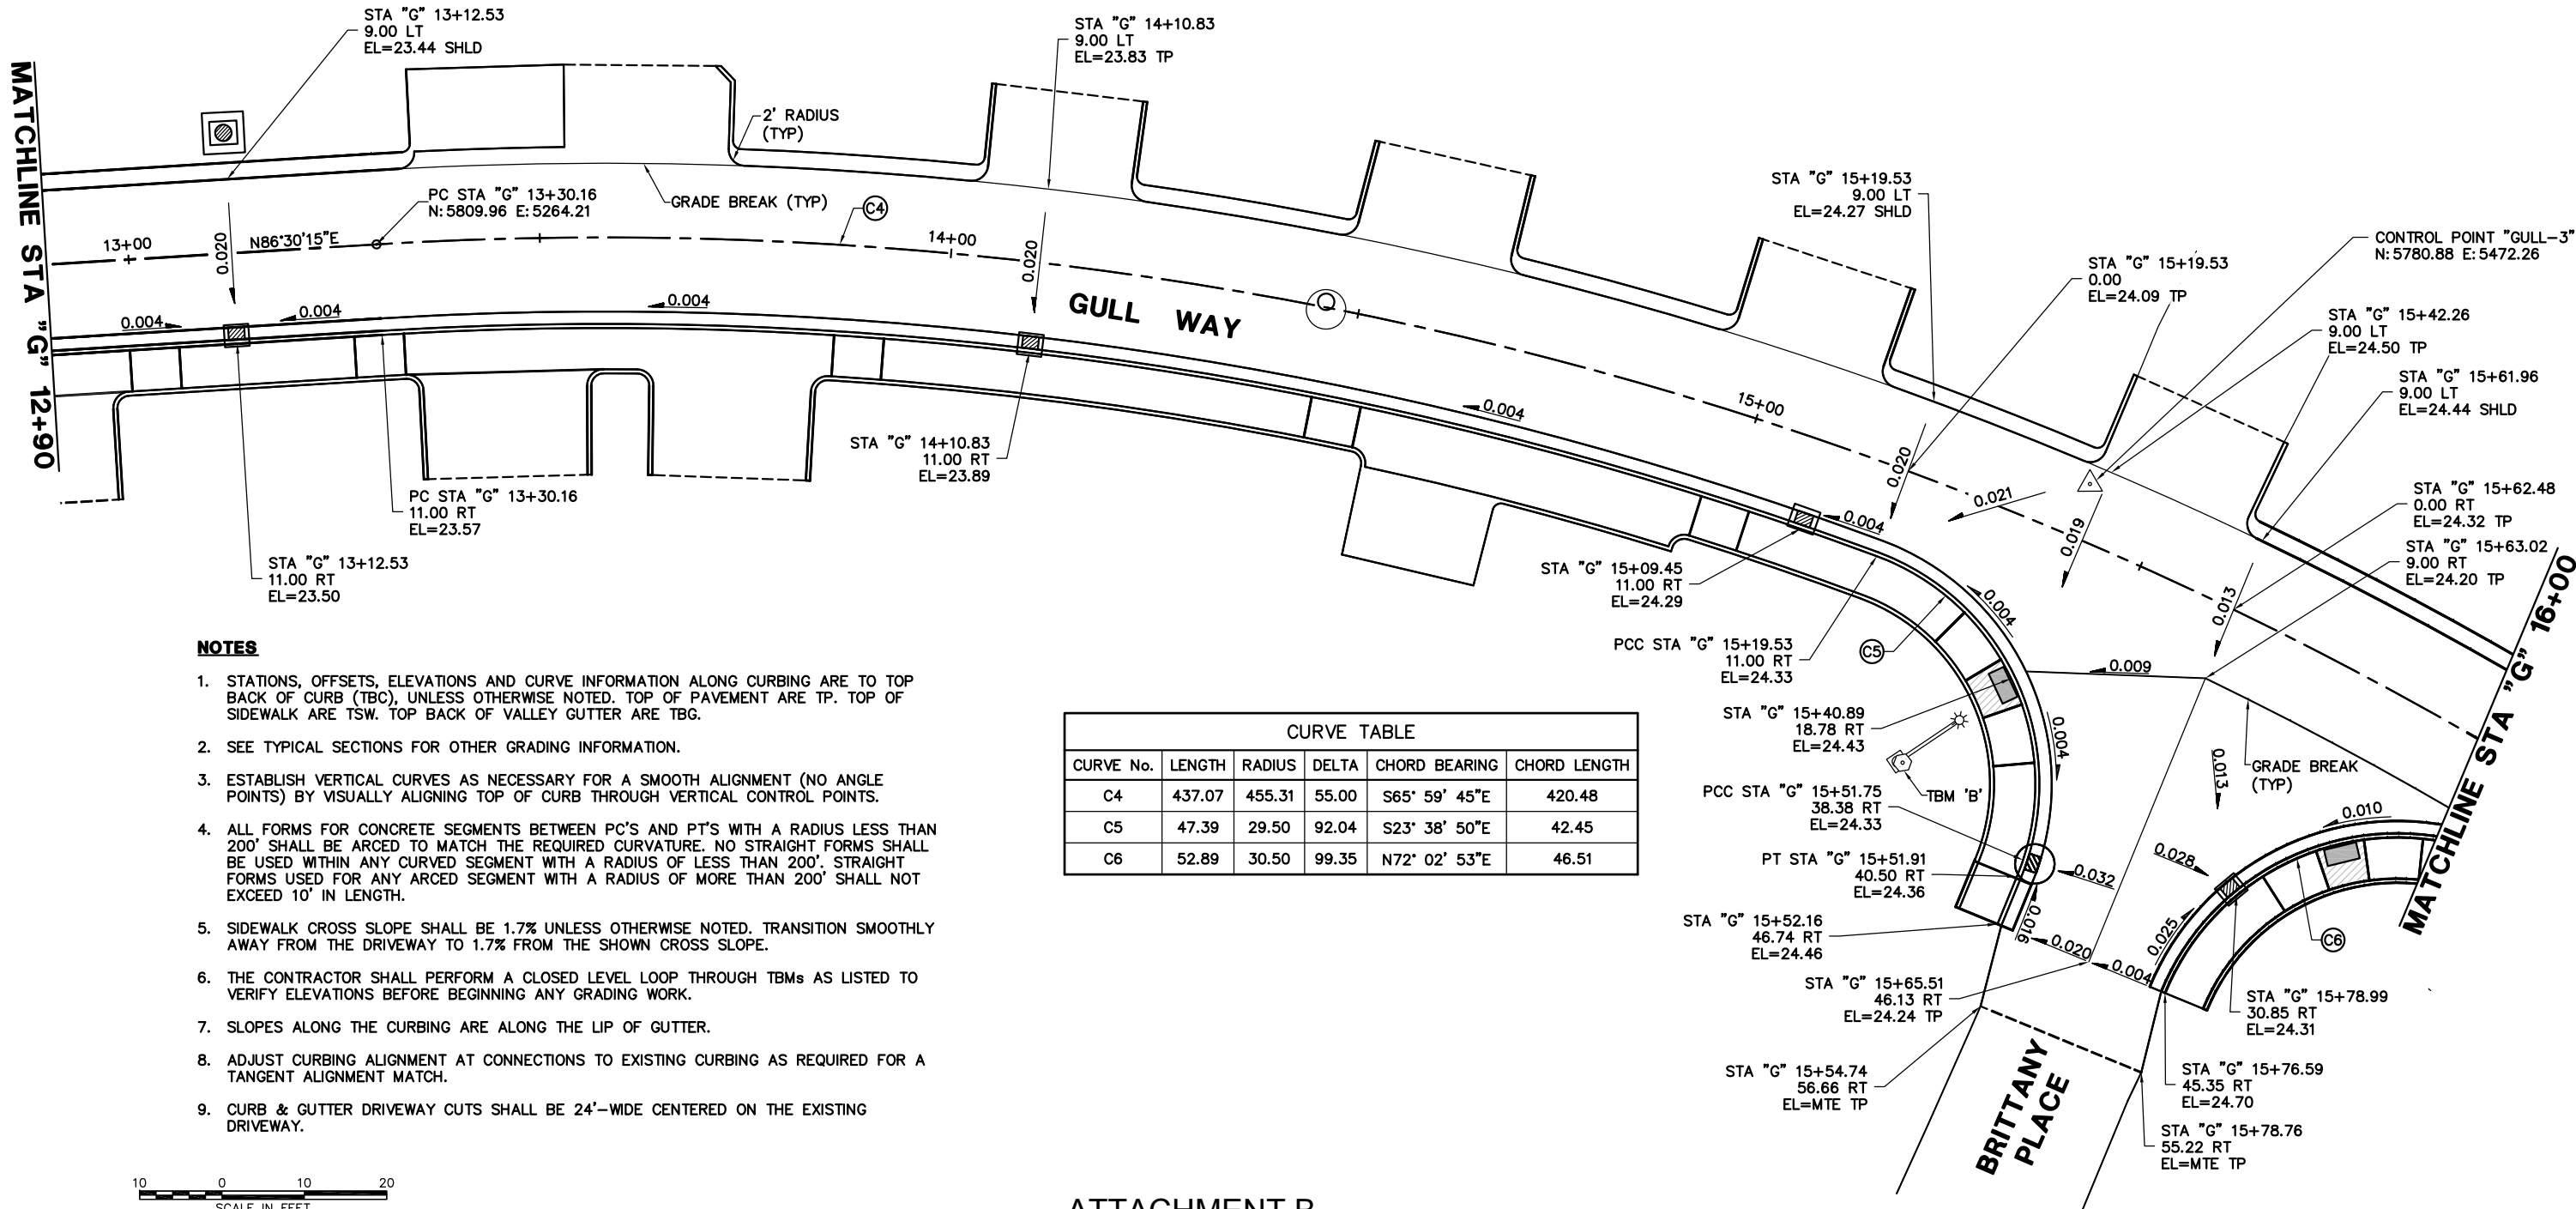 STA "G" 13+12.53
9.00 LT
EL=23.44 SHLD
STA "G" 14+10.83
9.00 LT
EL=23.83 TP
MATCHLINE STA "G" 12+90
2' RADIUS
(TYP)
PC STA "G" 13+30.16
N: 5809.96 E: 5264.21
GRADE BREAK (TYP)
C4
13+00
0.020
N86°30'15"E
14+00
0.020
0.004
0.004
0.004
GULL WAY
STA "G" 15+19.53
9.00 LT
EL=24.27 SHLD
STA "G" 15+19.53
0.00
EL=24.09 TP
CONTROL POINT "GULL-3"
N: 5780.88 E: 5472.26
STA "G" 15+42.26
9.00 LT
EL=24.50 TP
STA "G" 15+61.96
9.00 LT
EL=24.44 SHLD
STA "G" 15+62.48
0.00 RT
EL=24.32 TP
STA "G" 15+63.02
9.00 RT
EL=24.20 TP
0.004
15+00
0.020
0.021
0.019
0.013
0.004
STA "G" 14+10.83
11.00 RT
EL=23.89
PC STA "G" 13+30.16
11.00 RT
EL=23.57
STA "G" 13+12.53
11.00 RT
EL=23.50
STA "G" 15+09.45
11.00 RT
EL=24.29
PCC STA "G" 15+19.53
11.00 RT
EL=24.33
C5
0.004
0.009
0.004
STA "G" 15+40.89
18.78 RT
EL=24.43
PCC STA "G" 15+51.75
38.38 RT
EL=24.33
TBM 'B'
PT STA "G" 15+51.91
40.50 RT
EL=24.36
STA "G" 15+52.16
46.74 RT
EL=24.46
STA "G" 15+65.51
46.13 RT
EL=24.24 TP
STA "G" 15+54.74
56.66 RT
EL=MTE TP
0.013
GRADE BREAK
(TYP)
0.010
0.028
0.032
0.016
0.020
0.004
0.025
C6
MATCHLINE STA "G" 16+00
STA "G" 15+78.99
30.85 RT
EL=24.31
STA "G" 15+76.59
45.35 RT
EL=24.70
STA "G" 15+78.76
55.22 RT
EL=MTE TP
BRITTANY
PLACE
NOTES
1. STATIONS, OFFSETS, ELEVATIONS AND CURVE INFORMATION ALONG CURBING ARE TO TOP
BACK OF CURB (TBC), UNLESS OTHERWISE NOTED. TOP OF PAVEMENT ARE TP. TOP OF
SIDEWALK ARE TSW. TOP BACK OF VALLEY GUTTER ARE TBG.
2. SEE TYPICAL SECTIONS FOR OTHER GRADING INFORMATION.
3. ESTABLISH VERTICAL CURVES AS NECESSARY FOR A SMOOTH ALIGNMENT (NO ANGLE
POINTS) BY VISUALLY ALIGNING TOP OF CURB THROUGH VERTICAL CONTROL POINTS.
4. ALL FORMS FOR CONCRETE SEGMENTS BETWEEN PC'S AND PT'S WITH A RADIUS LESS THAN
200' SHALL BE ARCED TO MATCH THE REQUIRED CURVATURE. NO STRAIGHT FORMS SHALL
BE USED WITHIN ANY CURVED SEGMENT WITH A RADIUS OF LESS THAN 200'. STRAIGHT
FORMS USED FOR ANY ARCED SEGMENT WITH A RADIUS OF MORE THAN 200' SHALL NOT
EXCEED 10' IN LENGTH.
5. SIDEWALK CROSS SLOPE SHALL BE 1.7% UNLESS OTHERWISE NOTED. TRANSITION SMOOTHLY
AWAY FROM THE DRIVEWAY TO 1.7% FROM THE SHOWN CROSS SLOPE.
6. THE CONTRACTOR SHALL PERFORM A CLOSED LEVEL LOOP THROUGH TBMs AS LISTED TO
VERIFY ELEVATIONS BEFORE BEGINNING ANY GRADING WORK.
7. SLOPES ALONG THE CURBING ARE ALONG THE LIP OF GUTTER.
8. ADJUST CURBING ALIGNMENT AT CONNECTIONS TO EXISTING CURBING AS REQUIRED FOR A
TANGENT ALIGNMENT MATCH.
9. CURB & GUTTER DRIVEWAY CUTS SHALL BE 24'-WIDE CENTERED ON THE EXISTING
DRIVEWAY.
CURVE TABLE
CURVE No. LENGTH RADIUS DELTA CHORD BEARING CHORD LENGTH
C4 437.07 455.31 55.00 S65° 59' 45"E 420.48
C5 47.39 29.50 92.04 S23° 38' 50"E 42.45
C6 52.89 30.50 99.35 N72° 02' 53"E 46.51
10 0 10 20
SCALE IN FEET
ATTACHMENT B